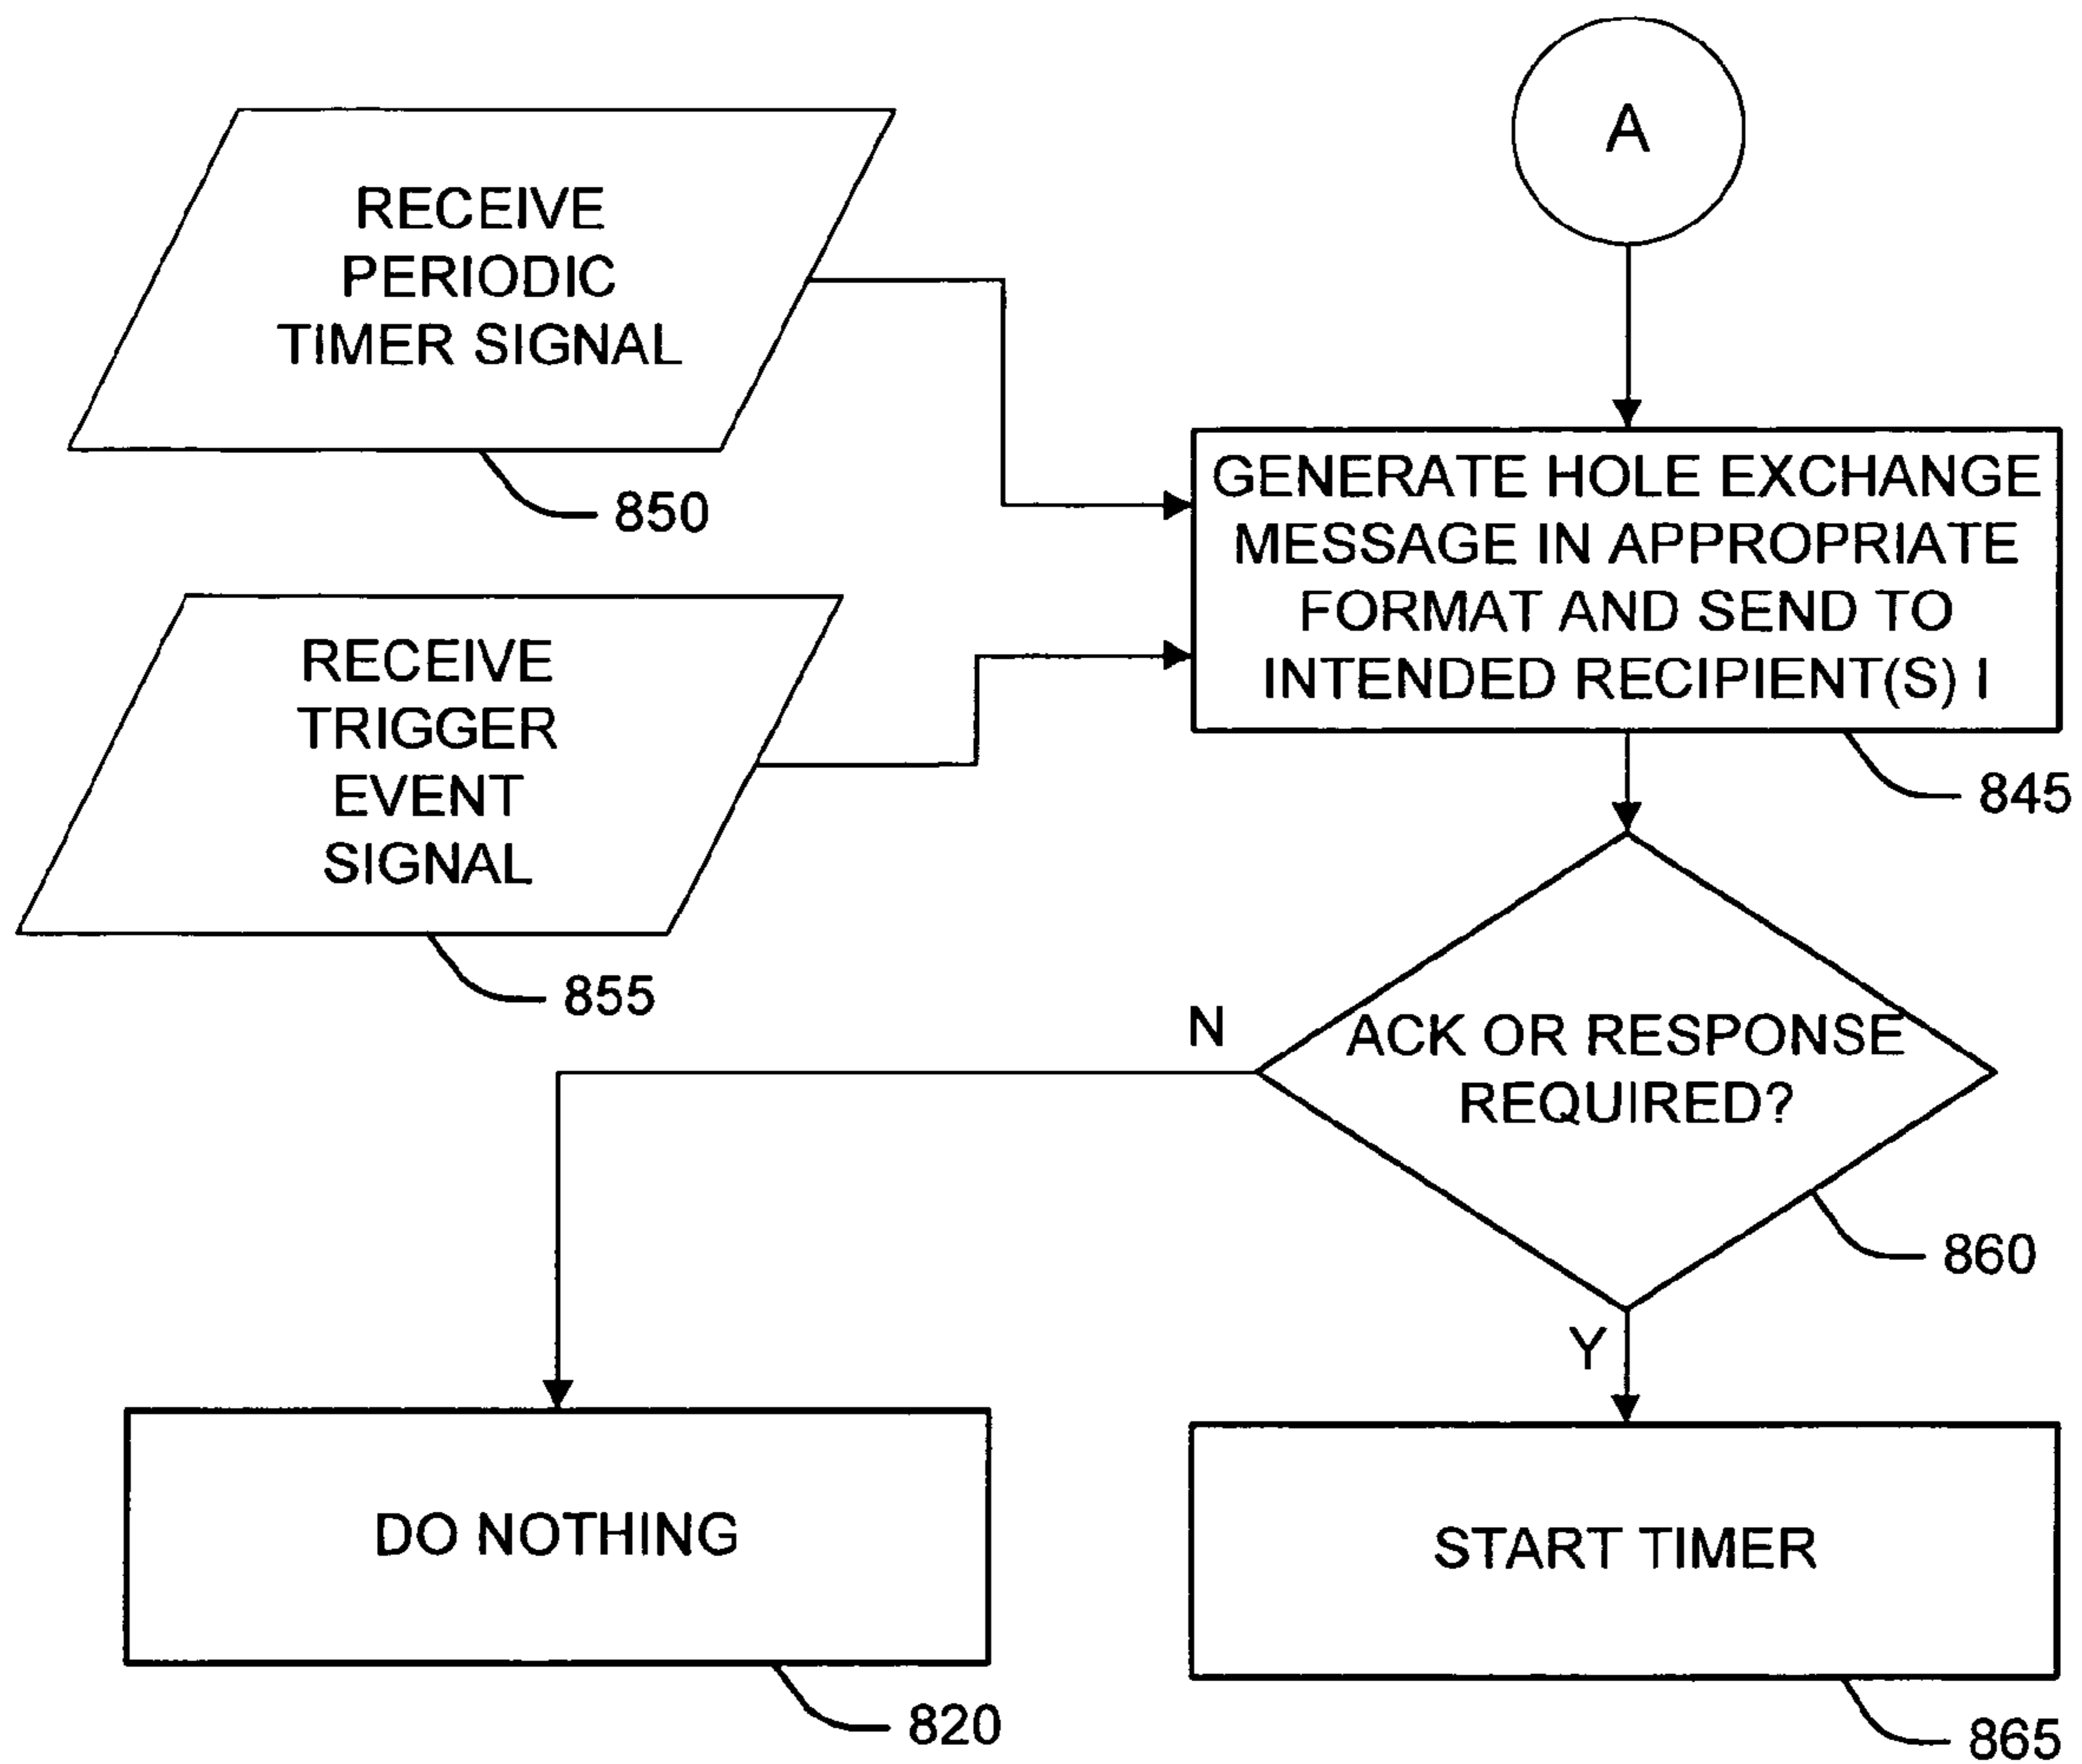 A
RECEIVE
PERIODIC
TIMER SIGNAL
850
GENERATE HOLE EXCHANGE
MESSAGE IN APPROPRIATE
FORMAT AND SEND TO
INTENDED RECIPIENT(S) I
845
RECEIVE
TRIGGER
EVENT
SIGNAL
855
N
ACK OR RESPONSE
REQUIRED?
860
Y
DO NOTHING
820
START TIMER
865